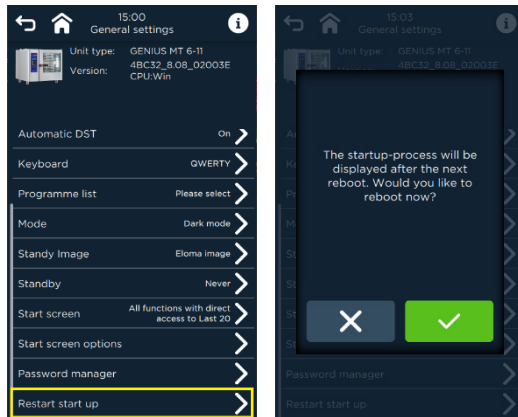 15:00
General settings
Unit type: GENIUS MT 6-11
Version: 4BC32_8.08_02003E
CPU:Win
Automatic DST On
Keyboard QWERTY
Programme list Please select
Mode Dark mode
Standy Image Eloma image
Standby Never
Start screen All functions with direct
access to Last 20
Start screen options
Password manager
Restart start up
15:03
General settings
Unit type: GENIUS MT 6-11
4BC32_8.08_02003E
The startup-process will be
displayed after the next
reboot. Would you like to
reboot now?
Password manager
Restart start up